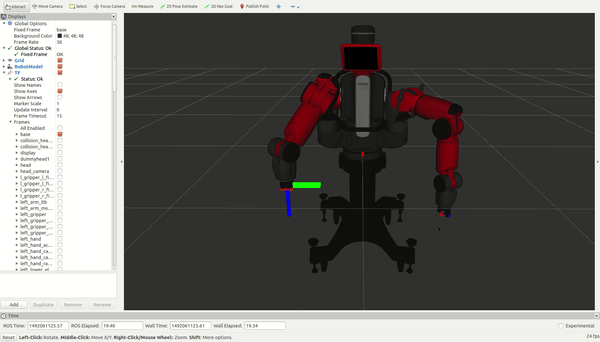 Interact Move Camera Select Focus Camera Measure 2D Pose Estimate 2D Nav Goal Publish Point
Displays
Global Options
Fixed Frame base
Background Color 48; 48; 48
Frame Rate 30
Global Status: Ok
Fixed Frame OK
Grid
RobotModel
TF
Status: Ok
Show Names
Show Axes
Show Arrows
Marker Scale 1
Update Interval 0
Frame Timeout 15
Frames
All Enabled
base
collision_hea...
collision_hea...
display
dummyhead1
head
head_camera
l_gripper_l_fi...
l_gripper_l_fi...
l_gripper_r_fi...
l_gripper_r_fi...
left_arm_itb
left_arm_mo...
left_gripper
left_gripper_...
left_gripper_...
left_gripper_...
left_hand
left_hand_ac...
left_hand_ca...
left_hand_ca...
left_hand_ra...
left_lower_el...
Add Duplicate Remove Rename
Time
ROS Time: 1492061125.57 ROS Elapsed: 19.40 Wall Time: 1492061125.61 Wall Elapsed: 19.34 Experimental
Reset Left-Click: Rotate. Middle-Click: Move X/Y. Right-Click/Mouse Wheel: Zoom. Shift: More options. 24 fps